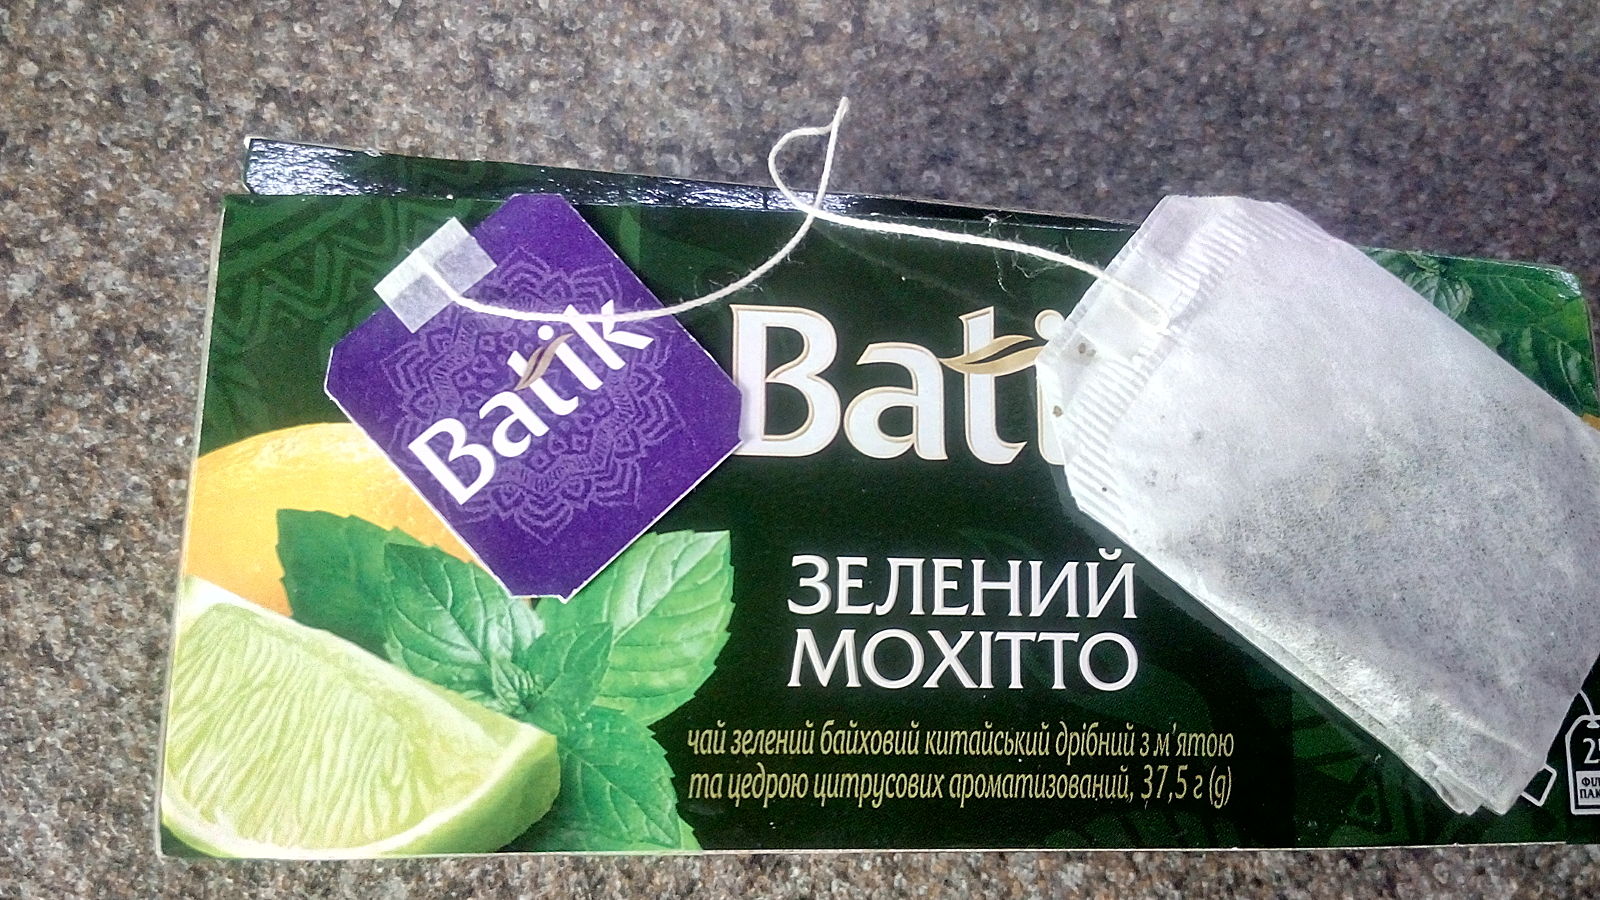 Batik
Bati
ЗЕЛЕНИЙ
МОХІТТО
чай зелений байховий китайський дрібний з м'ятою
та цедрою цитрусових ароматизований, 37,5 г (g)